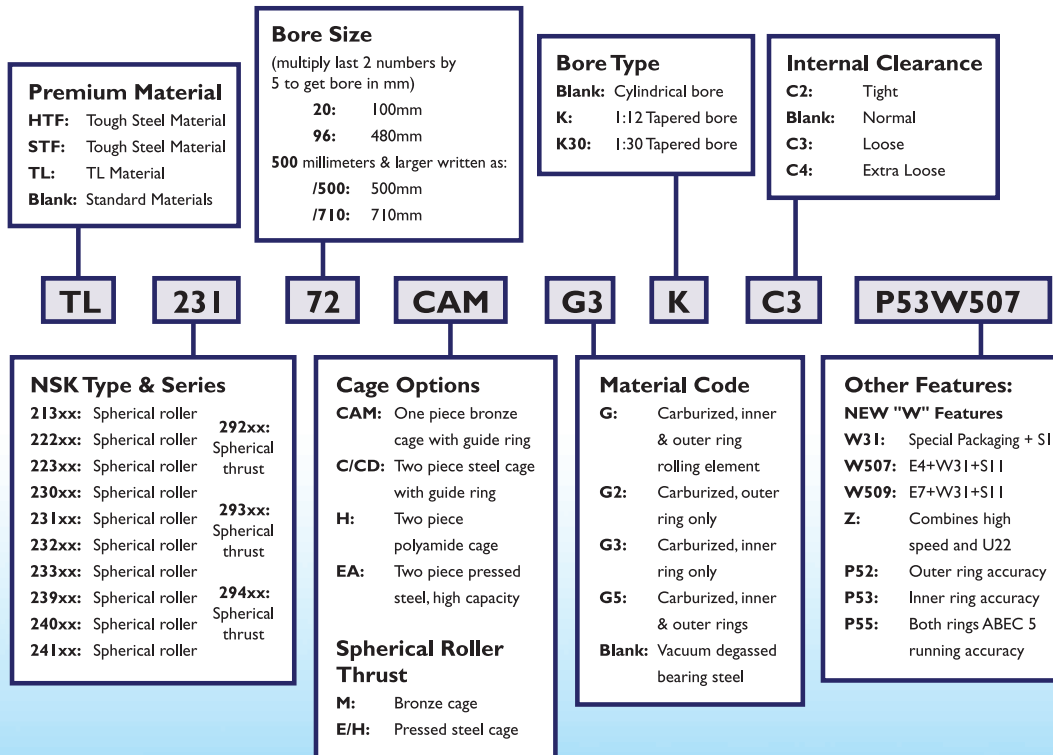 Premium Material
HTF: Tough Steel Material
STF: Tough Steel Material
TL: TL Material
Blank: Standard Materials
Bore Size
(multiply last 2 numbers by
5 to get bore in mm)
20: 100mm
96: 480mm
500 millimeters & larger written as:
/500: 500mm
/710: 710mm
Bore Type
Blank: Cylindrical bore
K: 1:12 Tapered bore
K30: 1:30 Tapered bore
Internal Clearance
C2: Tight
Blank: Normal
C3: Loose
C4: Extra Loose
TL 231 72 CAM G3 K C3 P53W507
NSK Type & Series
213xx: Spherical roller
222xx: Spherical roller
223xx: Spherical roller
230xx: Spherical roller
231xx: Spherical roller
232xx: Spherical roller
233xx: Spherical roller
239xx: Spherical roller
240xx: Spherical roller
241xx: Spherical roller
292xx:
Spherical
thrust
293xx:
Spherical
thrust
294xx:
Spherical
thrust
Cage Options
CAM: One piece bronze
cage with guide ring
C/CD: Two piece steel cage
with guide ring
H: Two piece
polyamide cage
EA: Two piece pressed
steel, high capacity
Spherical Roller
Thrust
M: Bronze cage
E/H: Pressed steel cage
Material Code
G: Carburized, inner
& outer ring
rolling element
G2: Carburized, outer
ring only
G3: Carburized, inner
ring only
G5: Carburized, inner
& outer rings
Blank: Vacuum degassed
bearing steel
Other Features:
NEW "W" Features
W31: Special Packaging +
W507: E4+W31+S11
W509: E7+W31+S11
Z: Combines high
speed and U22
P52: Outer ring accuracy
P53: Inner ring accuracy
P55: Both rings ABEC 5
running accuracy